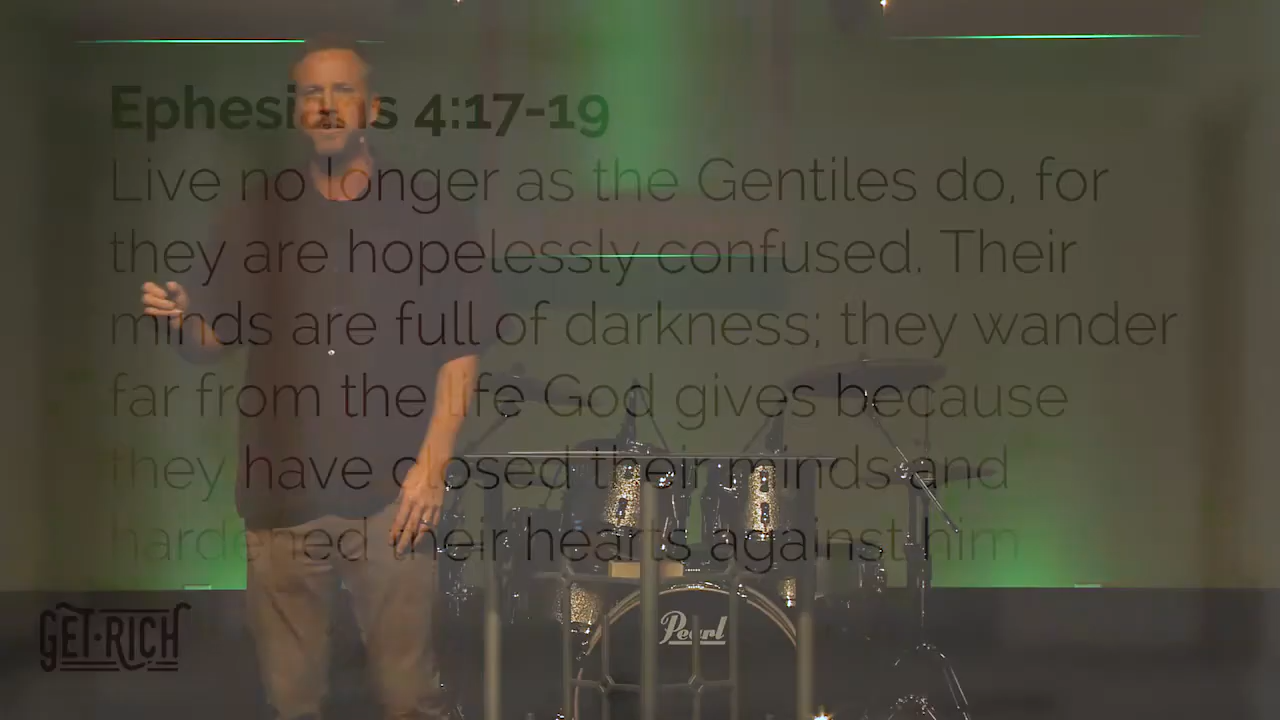 Ephesians 4:17-19
Live no longer as the Gentiles do, for
they are hopelessly confused. Their
minds are full of darkness; they wander
far from the life God gives because
they have closed their minds and
hardened their hearts against him
GET·RICH
Pearl